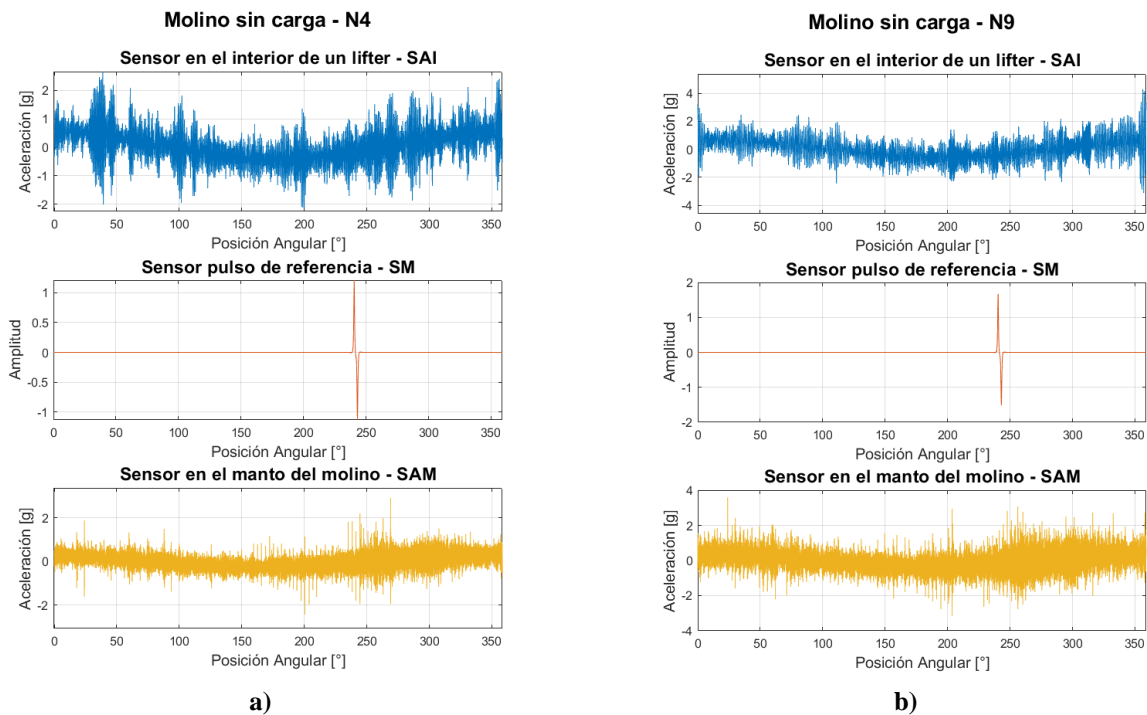 Molino sin carga - N4
Sensor en el interior de un lifter - SAI
Aceleración [g]
2
1
0
-1
-2
0 50 100 150 200 250 300 350
Posición Angular [°]
Sensor pulso de referencia - SM
Amplitud
1
0.5
0
-0.5
-1
0 50 100 150 200 250 300 350
Posición Angular [°]
Sensor en el manto del molino - SAM
Aceleración [g]
2
0
-2
0 50 100 150 200 250 300 350
Posición Angular [°]
a)
Molino sin carga - N9
Sensor en el interior de un lifter - SAI
Aceleración [g]
4
2
0
-2
-4
0 50 100 150 200 250 300 350
Posición Angular [°]
Sensor pulso de referencia - SM
Amplitud
2
1
0
-1
-2
0 50 100 150 200 250 300 350
Posición Angular [°]
Sensor en el manto del molino - SAM
Aceleración [g]
4
2
0
-2
-4
0 50 100 150 200 250 300 350
Posición Angular [°]
b)